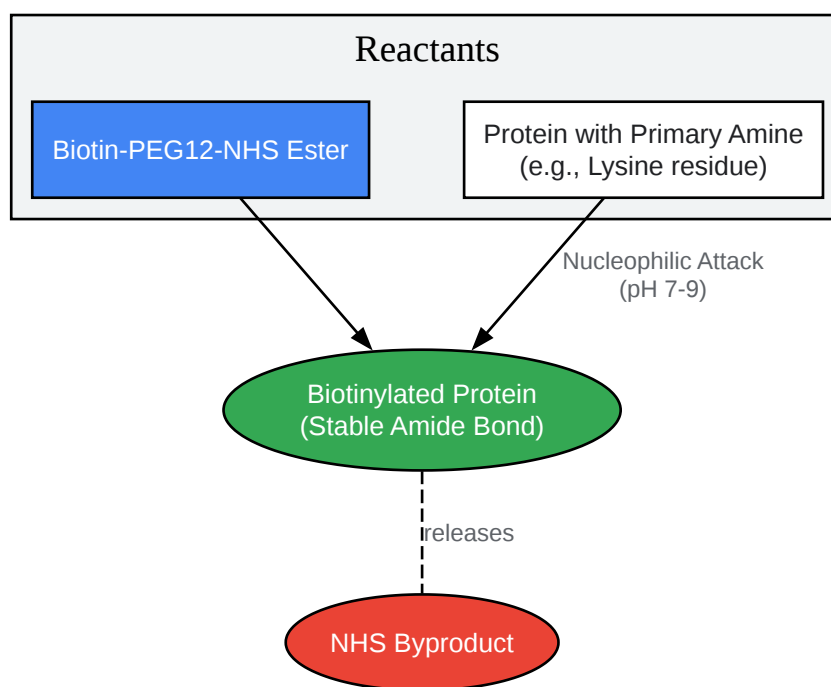 Reactants
Biotin-PEG12-NHS Ester
Protein with Primary Amine
(e.g., Lysine residue)
Nucleophilic Attack
(pH 7-9)
Biotinylated Protein
(Stable Amide Bond)
releases
NHS Byproduct